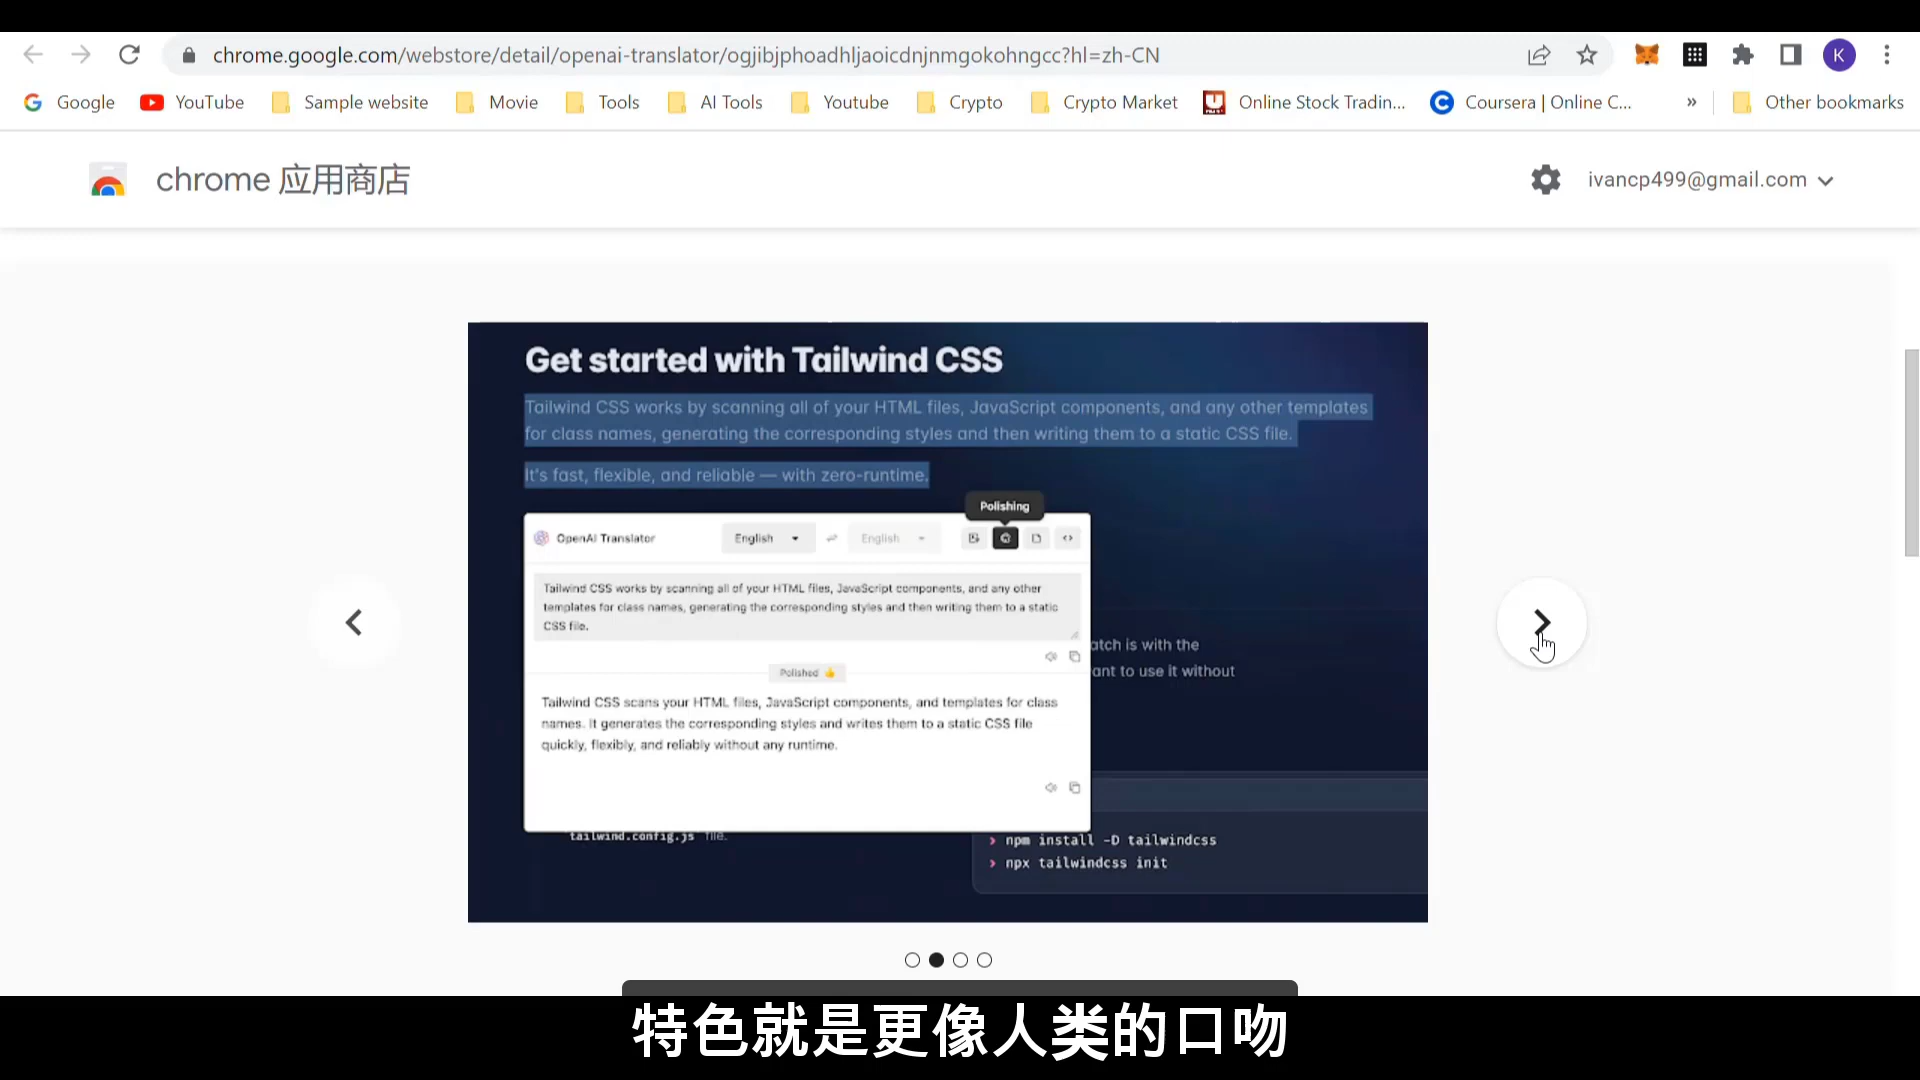 chrome.google.com/webstore/detail/openai-translator/ogjibjphoadhljaoicdnjnmgokohngcc?hl=zh-CN
K
Google YouTube Sample website Movie Tools AI Tools Youtube Crypto Crypto Market Online Stock Tradin... Coursera | Online C... » Other bookmarks
chrome 应用商店
ivancp499@gmail.com
Get started with Tailwind CSS
Tailwind CSS works by scanning all of your HTML files, JavaScript components, and any other templates
for class names, generating the corresponding styles and then writing them to a static CSS file.
It's fast, flexible, and reliable — with zero-runtime.
Polishing
OpenAI Translator English English
Tailwind CSS works by scanning all of your HTML files, JavaScript components, and any other
templates for class names, generating the corresponding styles and then writing them to a static
CSS file.
atch is with the
ant to use it without
Polished 👍
Tailwind CSS scans your HTML files, JavaScript components, and templates for class
names. It generates the corresponding styles and writes them to a static CSS file
quickly, flexibly, and reliably without any runtime.
tailwind.config.js file.
> npm install -D tailwindcss
> npx tailwindcss init
特色就是更像人类的口吻